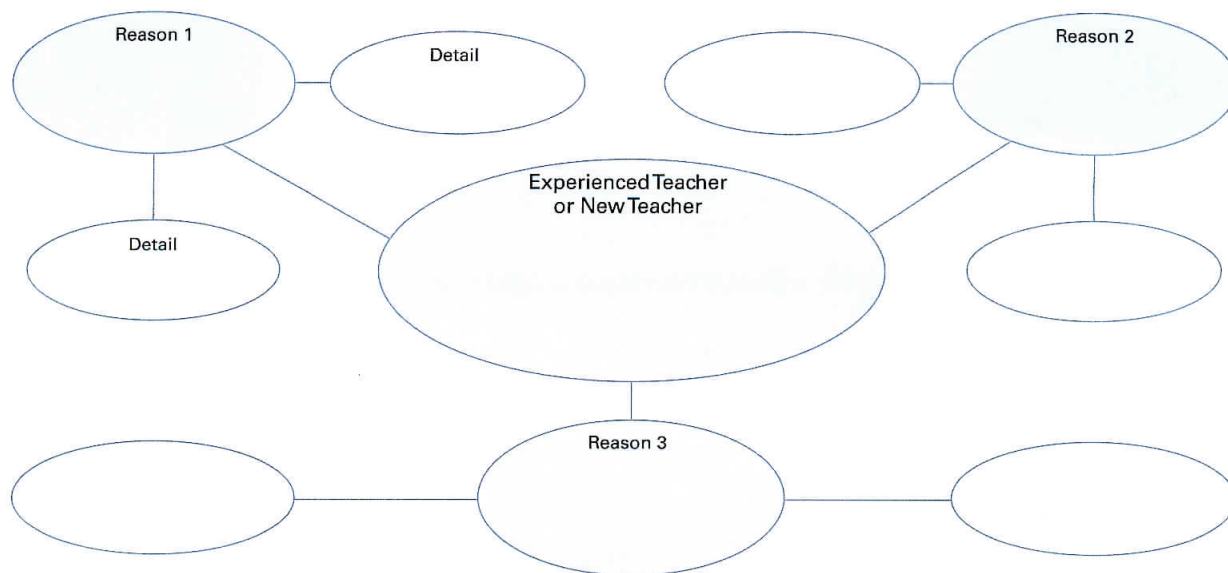 Reason 1
Detail
Reason 2
Experienced Teacher
or New Teacher
Detail
Reason 3